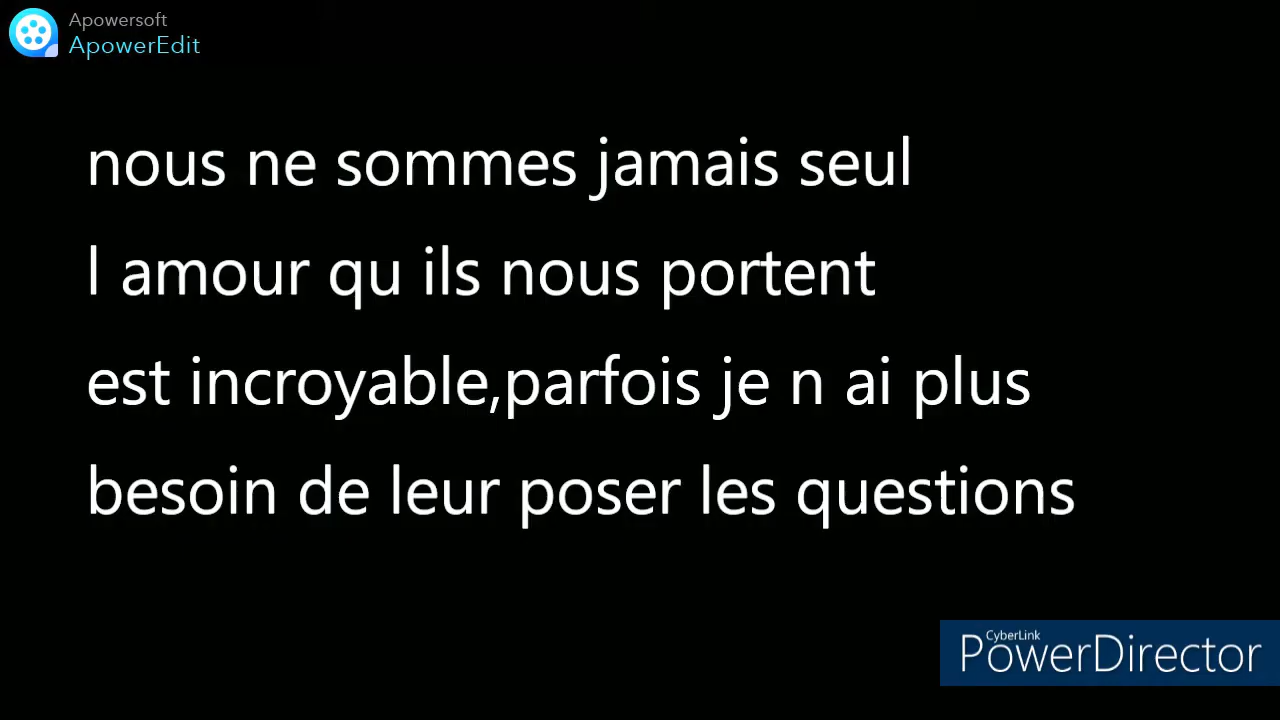 Apowersoft
ApowerEdit
nous ne sommes jamais seul
l amour qu ils nous portent
est incroyable,parfois je n ai plus
besoin de leur poser les questions
CyberLink
PowerDirector